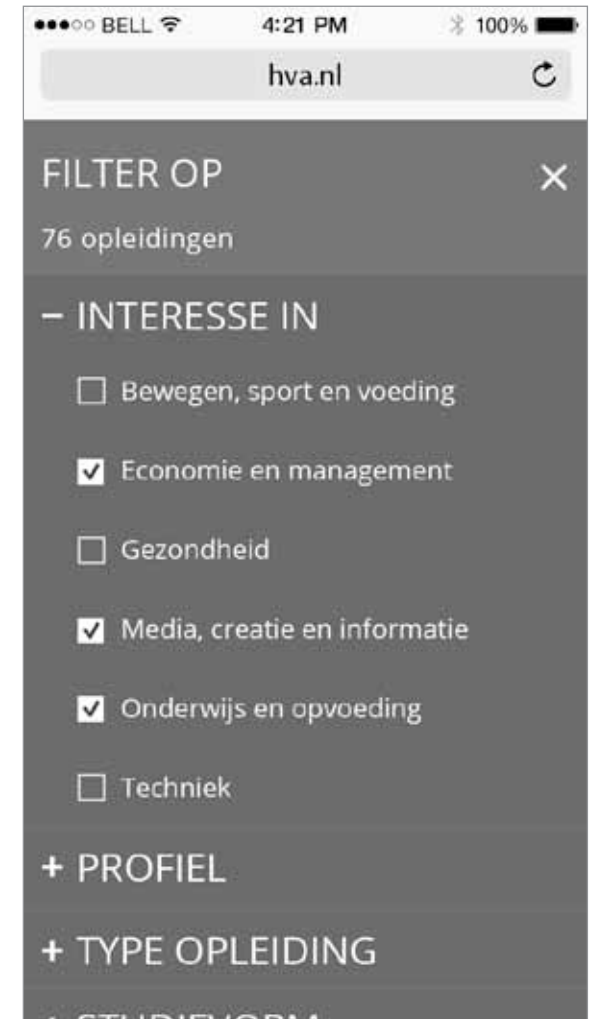 BELL 4:21 PM 100%
hva.nl
FILTER OP
76 opleidingen
INTERESSE IN
Bewegen, sport en voeding
Economie en management
Gezondheid
Media, creatie en informatie
Onderwijs en opvoeding
Techniek
+ PROFIEL
+ TYPE OPLEIDING